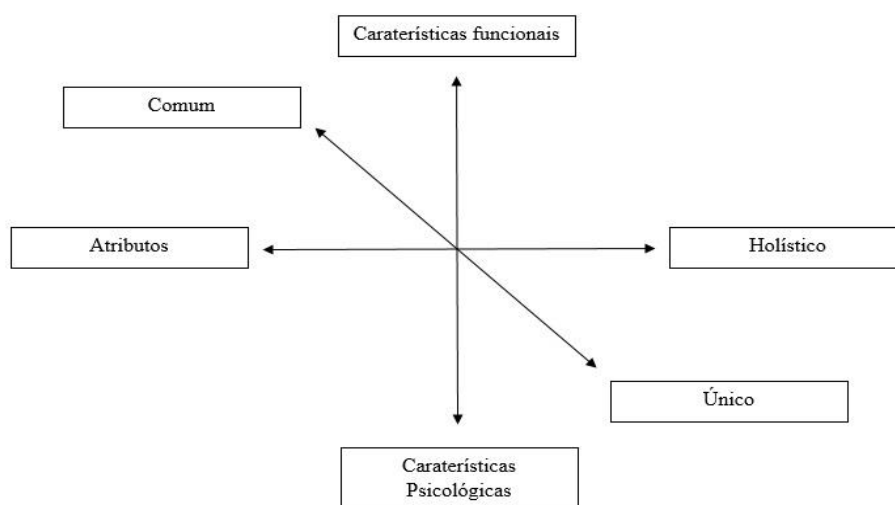 Caraterísticas funcionais
Comum
Atributos
Holístico
Único
Caraterísticas
Psicológicas